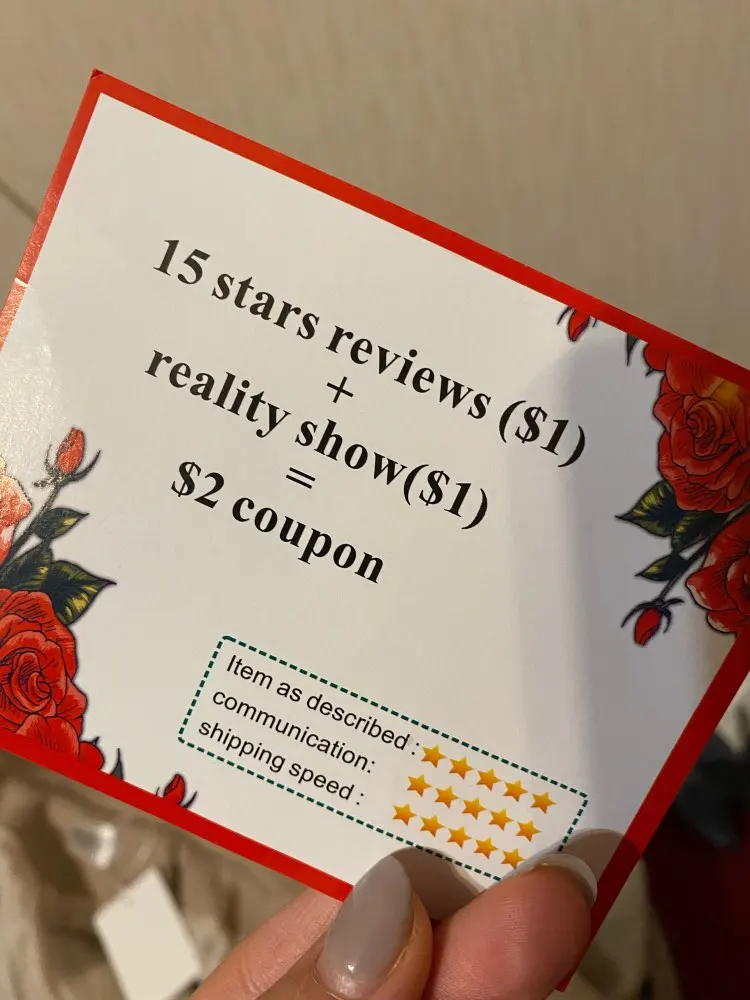 15 stars reviews ($1)
+
reality show($1)
=
$2 coupon
Item as described :
communication:
shipping speed :